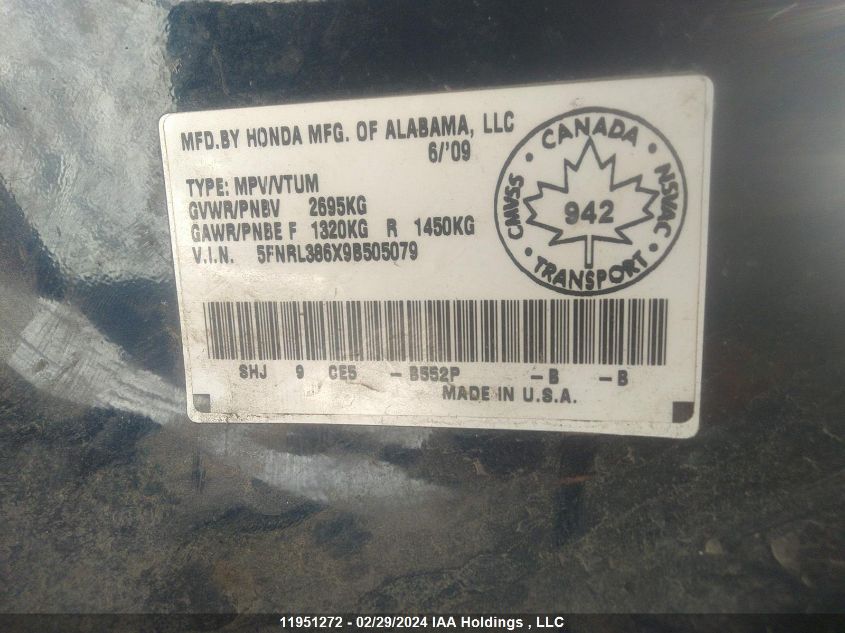 MFD.BY HONDA MFG. OF ALABAMA, LLC
6/'09
TYPE: MPV/VTUM
GVWR/PNBV 2695KG
GAWR/PNBE F 1320KG R 1450KG
V.I.N. 5FNRL386X9B505079
CANADA
CMVSS
NSVAC
942
TRANSPORT
SHJ 9 CE5 - B552P -B -B
MADE IN U.S.A.
11951272 - 02/29/2024 IAA Holdings , LLC